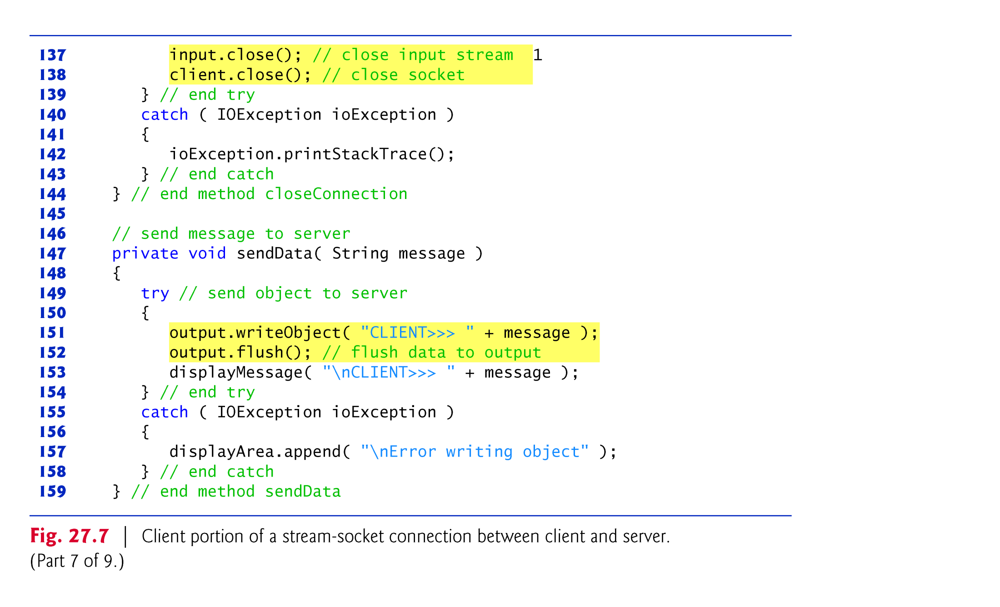 137 input.close(); // close input stream 1
138 client.close(); // close socket
139 } // end try
140 catch ( IOException ioException )
141 {
142 ioException.printStackTrace();
143 } // end catch
144 } // end method closeConnection
145
146 // send message to server
147 private void sendData( String message )
148 {
149 try // send object to server
150 {
151 output.writeObject( "CLIENT>>> " + message );
152 output.flush(); // flush data to output
153 displayMessage( "\nCLIENT>>> " + message );
154 } // end try
155 catch ( IOException ioException )
156 {
157 displayArea.append( "\nError writing object" );
158 } // end catch
159 } // end method sendData
Fig. 27.7 | Client portion of a stream-socket connection between client and server.
(Part 7 of 9.)